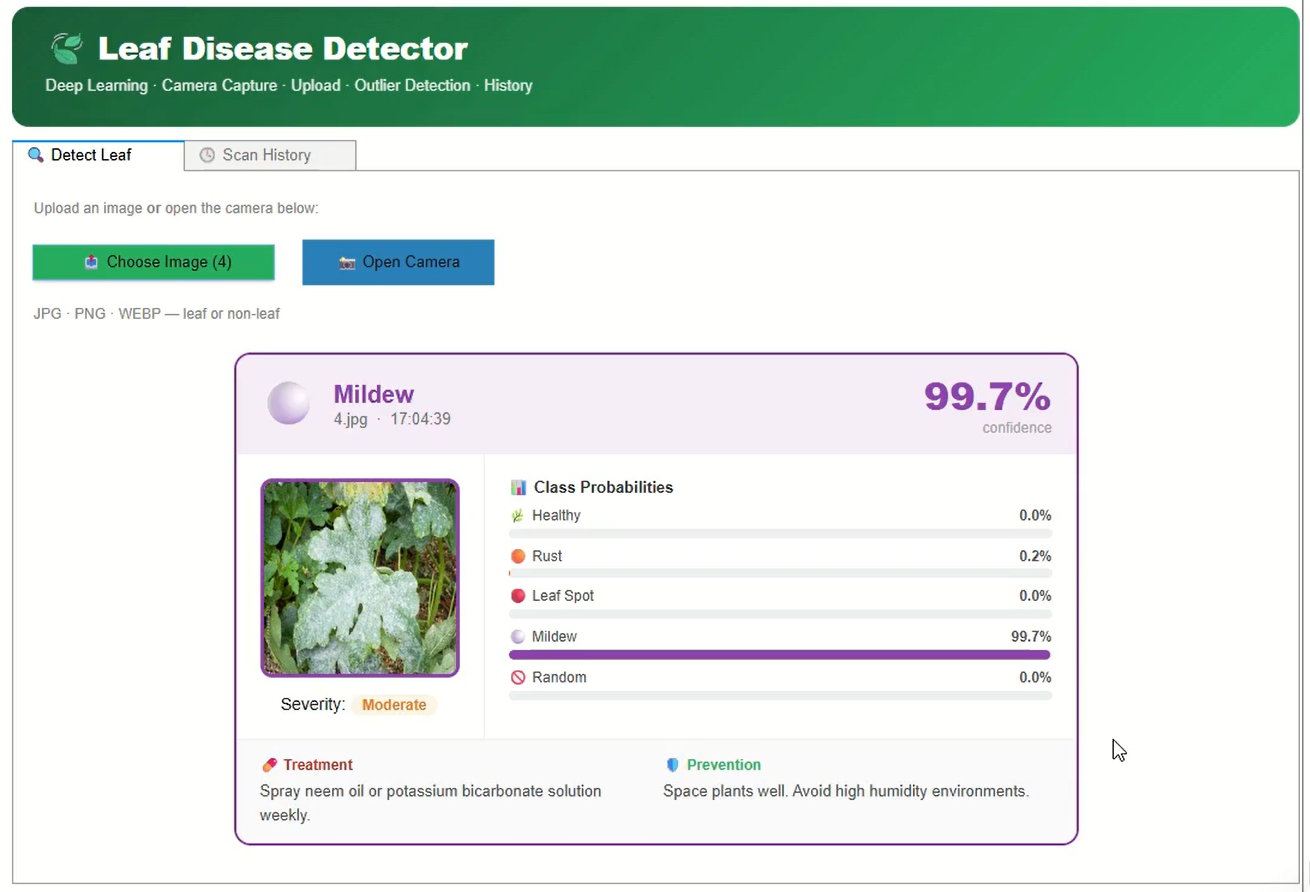 Leaf Disease Detector
Deep Learning · Camera Capture · Upload · Outlier Detection · History
Detect Leaf
Scan History
Upload an image or open the camera below:
Choose Image (4)
Open Camera
JPG · PNG · WEBP — leaf or non-leaf
Mildew
4.jpg · 17:04:39
99.7%
confidence
Class Probabilities
Healthy 0.0%
Rust 0.2%
Leaf Spot 0.0%
Mildew 99.7%
Random 0.0%
Severity: Moderate
Treatment
Spray neem oil or potassium bicarbonate solution
weekly.
Prevention
Space plants well. Avoid high humidity environments.